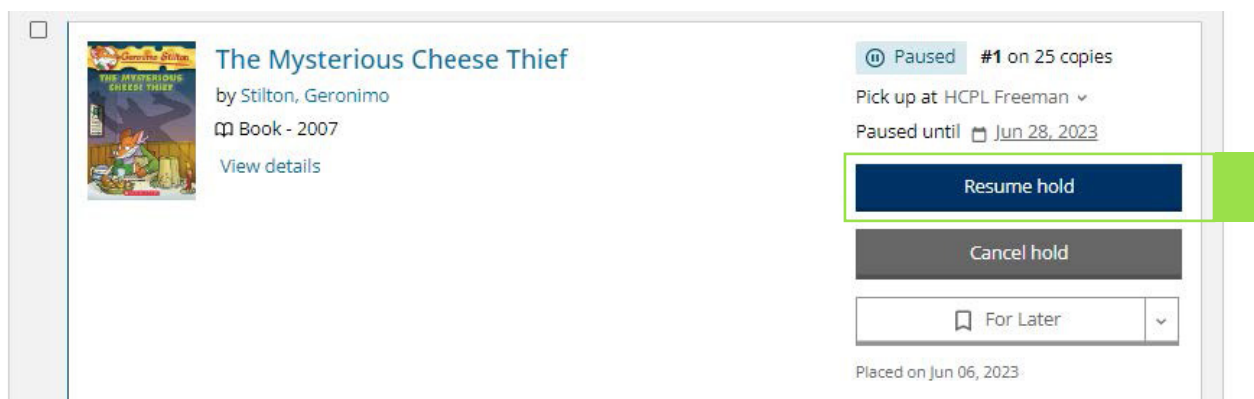 Geronimo Stilton
THE MYSTERIOUS
CHEESE THIEF
The Mysterious Cheese Thief
by Stilton, Geronimo
Book - 2007
View details
Paused #1 on 25 copies
Pick up at HCPL Freeman
Paused until Jun 28, 2023
Resume hold
Cancel hold
For Later
Placed on Jun 06, 2023